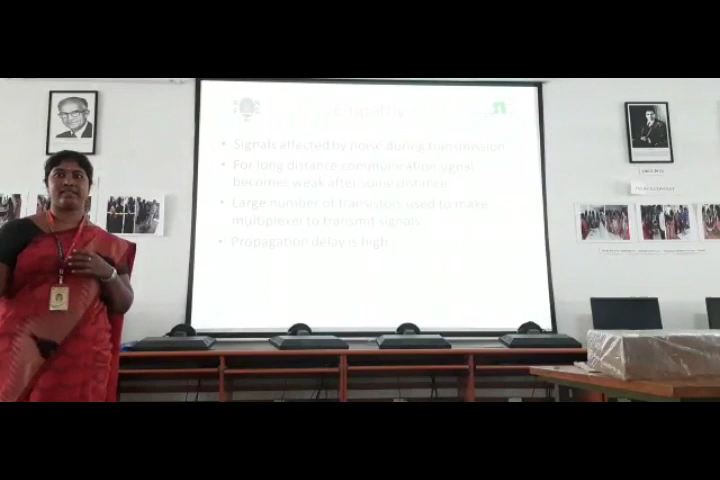 Empathy
• Signals affected by noise during transmission
• For long distance communication signal
becomes weak after some distance
• Large number of transistors used to make
multiplexer to transmit signals
• Propagation delay is high